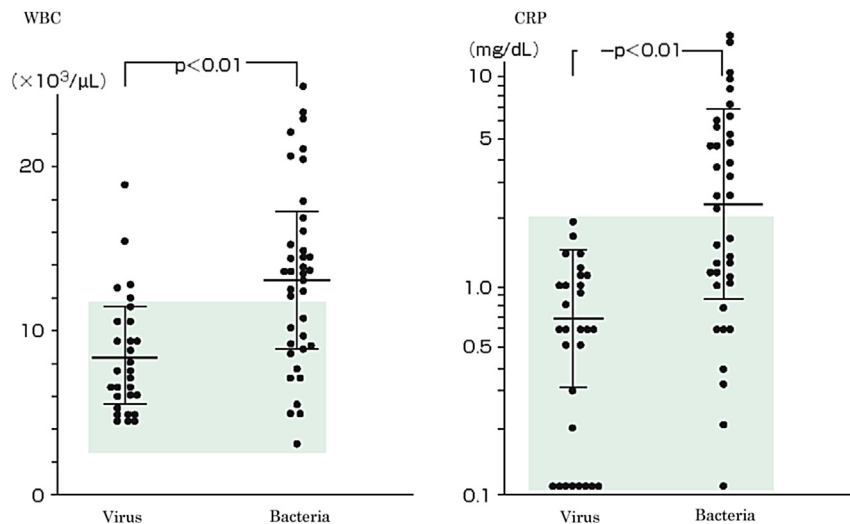 WBC
(×10³/μL)
p<0.01
20
10
0
Virus
Bacteria
CRP
(mg/dL)
p<0.01
10
5
1.0
0.5
0.1
Virus
Bacteria